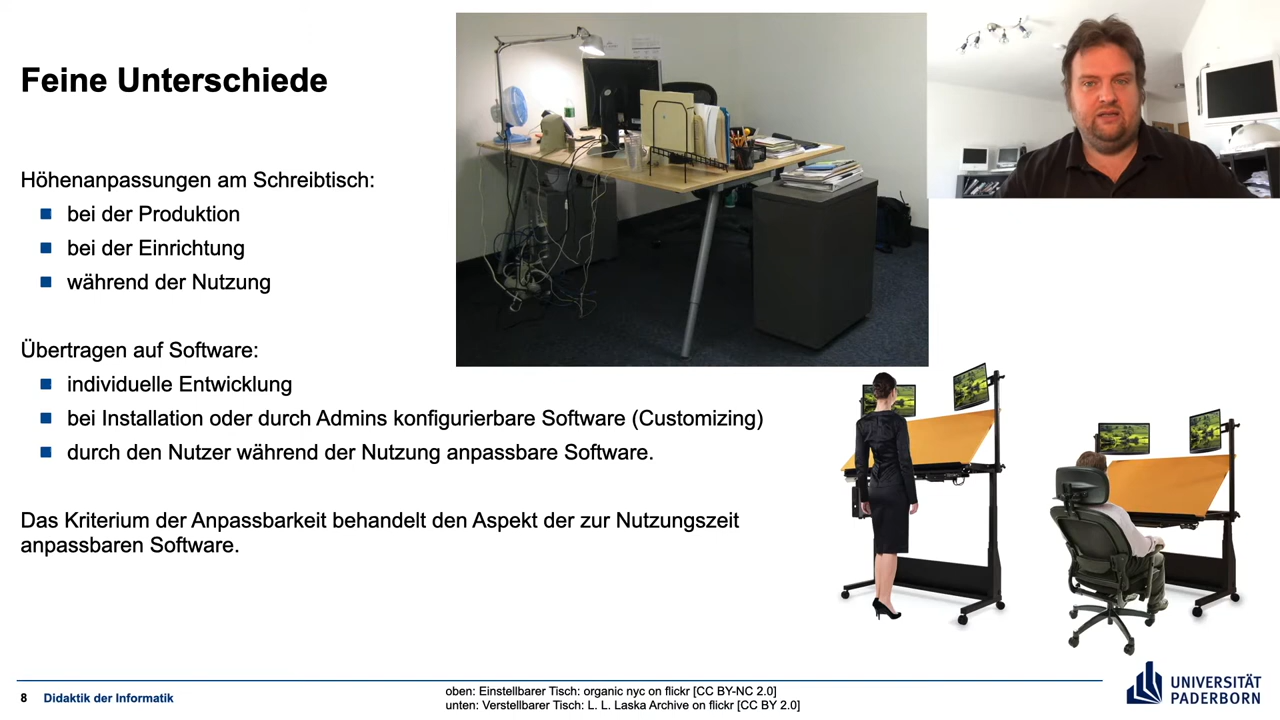 Feine Unterschiede
Höhenanpassungen am Schreibtisch:
bei der Produktion
bei der Einrichtung
während der Nutzung
Übertragen auf Software:
individuelle Entwicklung
bei Installation oder durch Admins konfigurierbare Software (Customizing)
durch den Nutzer während der Nutzung anpassbare Software.
Das Kriterium der Anpassbarkeit behandelt den Aspekt der zur Nutzungszeit
anpassbaren Software.
8 Didaktik der Informatik
oben: Einstellbarer Tisch: organic nyc on flickr [CC BY-NC 2.0]
unten: Verstellbarer Tisch: L. L. Laska Archive on flickr [CC BY 2.0]
UNIVERSITÄT
PADERBORN